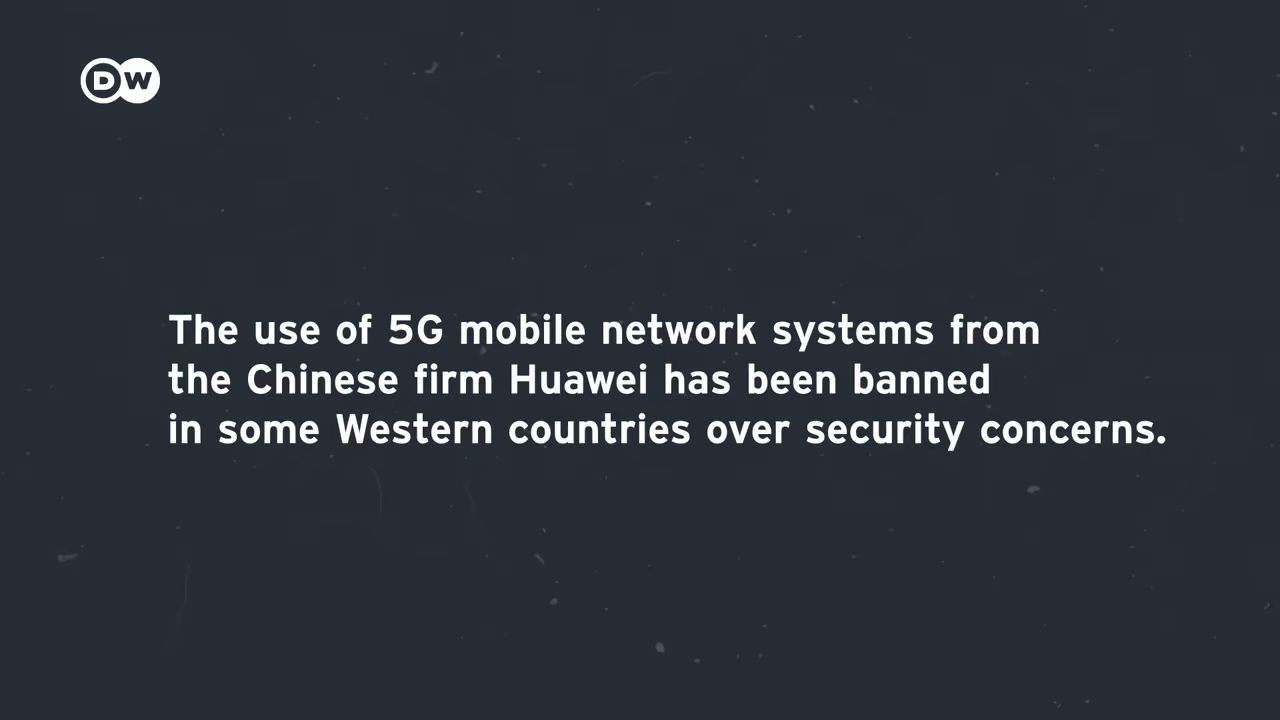 DW
The use of 5G mobile network systems from
the Chinese firm Huawei has been banned
in some Western countries over security concerns.